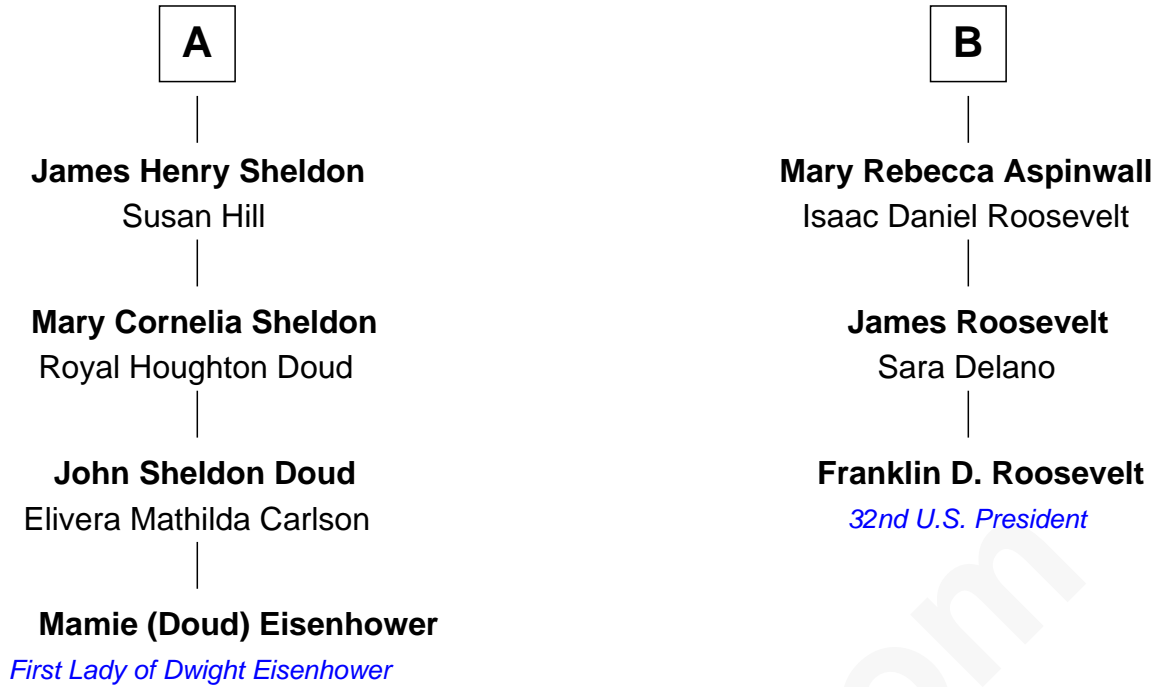 A
James Henry Sheldon
Susan Hill
Mary Cornelia Sheldon
Royal Houghton Doud
John Sheldon Doud
Elivera Mathilda Carlson
Mamie (Doud) Eisenhower
First Lady of Dwight Eisenhower
B
Mary Rebecca Aspinwall
Isaac Daniel Roosevelt
James Roosevelt
Sara Delano
Franklin D. Roosevelt
32nd U.S. President
om